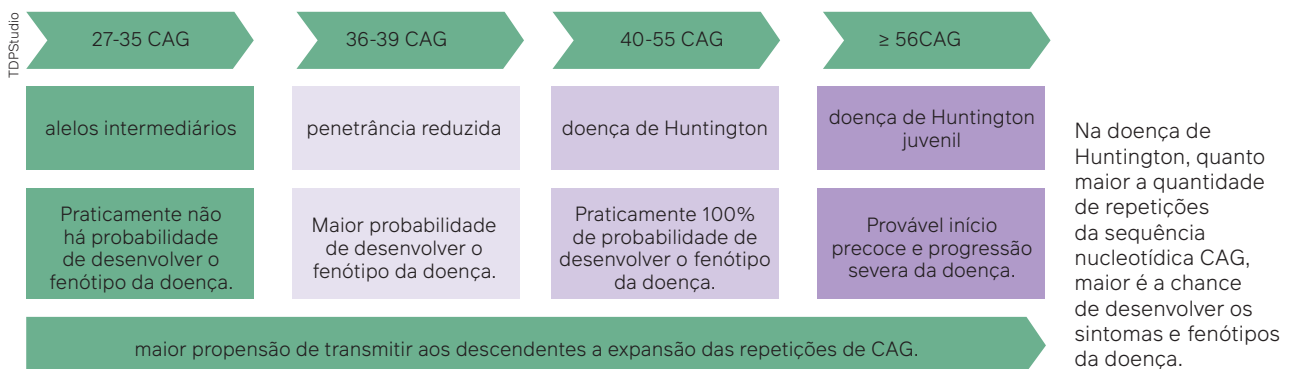 TDPStudio
27-35 CAG
36-39 CAG
40-55 CAG
≥ 56CAG
alelos intermediários
penetrância reduzida
doença de Huntington
doença de Huntington
juvenil
Praticamente não
há probabilidade
de desenvolver o
fenótipo da doença.
Maior probabilidade
de desenvolver o
fenótipo da doença.
Praticamente 100%
de probabilidade de
desenvolver o fenótipo
da doença.
Provável início
precoce e progressão
severa da doença.
maior propensão de transmitir aos descendentes a expansão das repetições de CAG.
Na doença de
Huntington, quanto
maior a quantidade
de repetições
da sequência
nucleotídica CAG,
maior é a chance
de desenvolver os
sintomas e fenótipos
da doença.